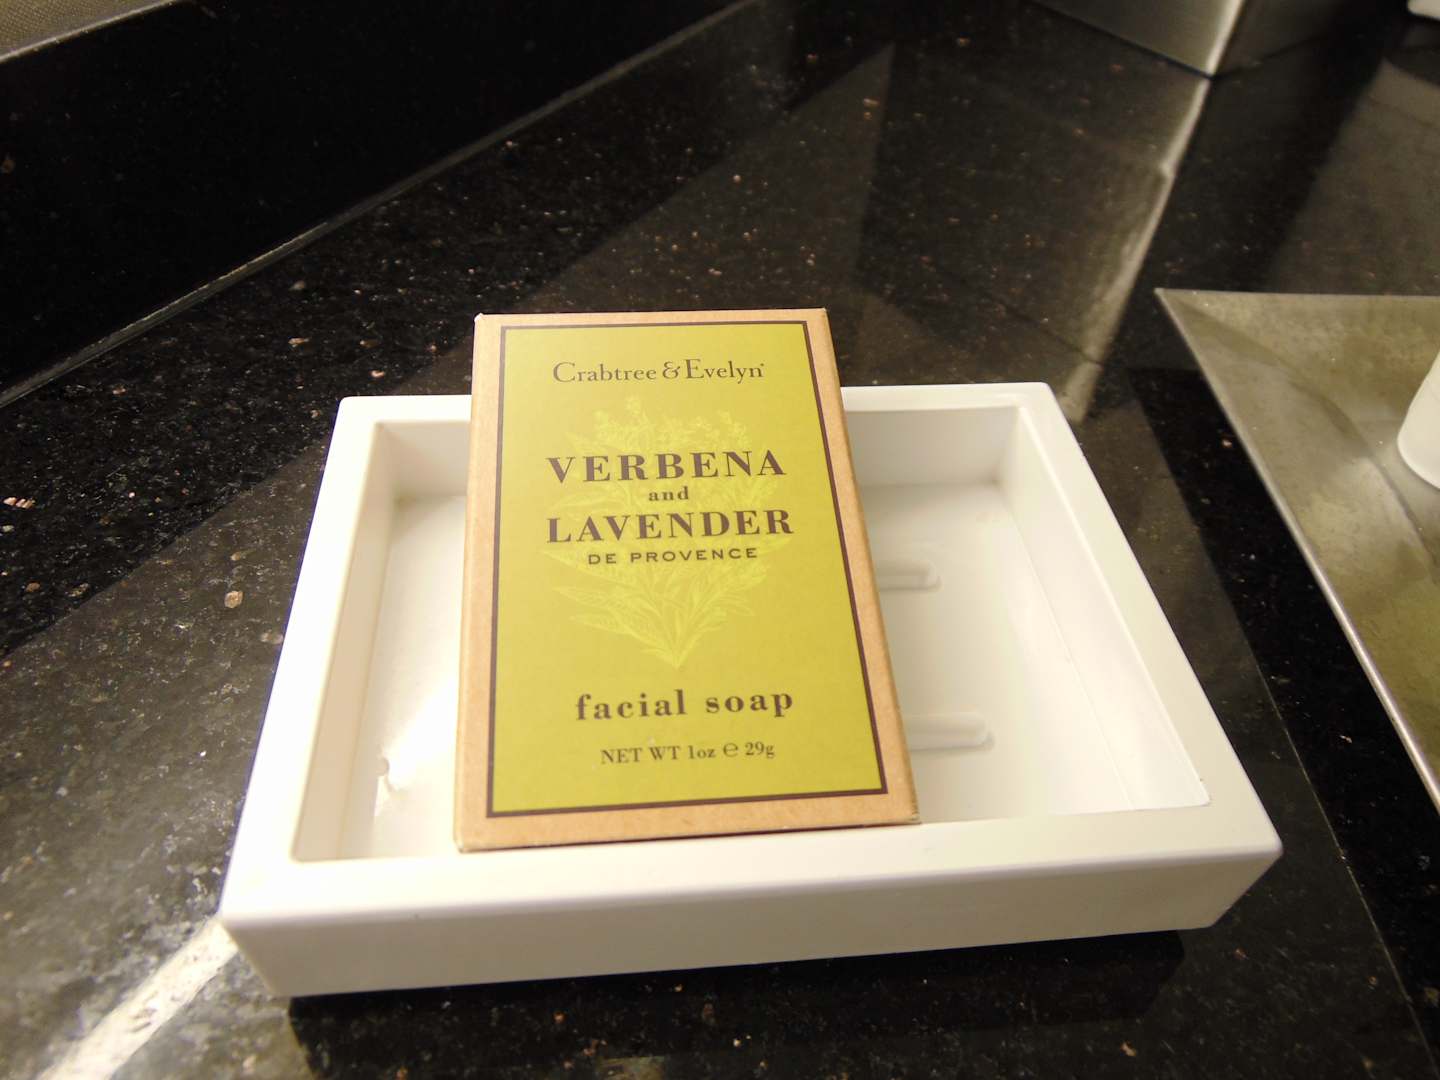 Crabtree & Evelyn®
VERBENA
and
LAVENDER
DE PROVENCE
facial soap
NET WT 1oz ℮ 29g